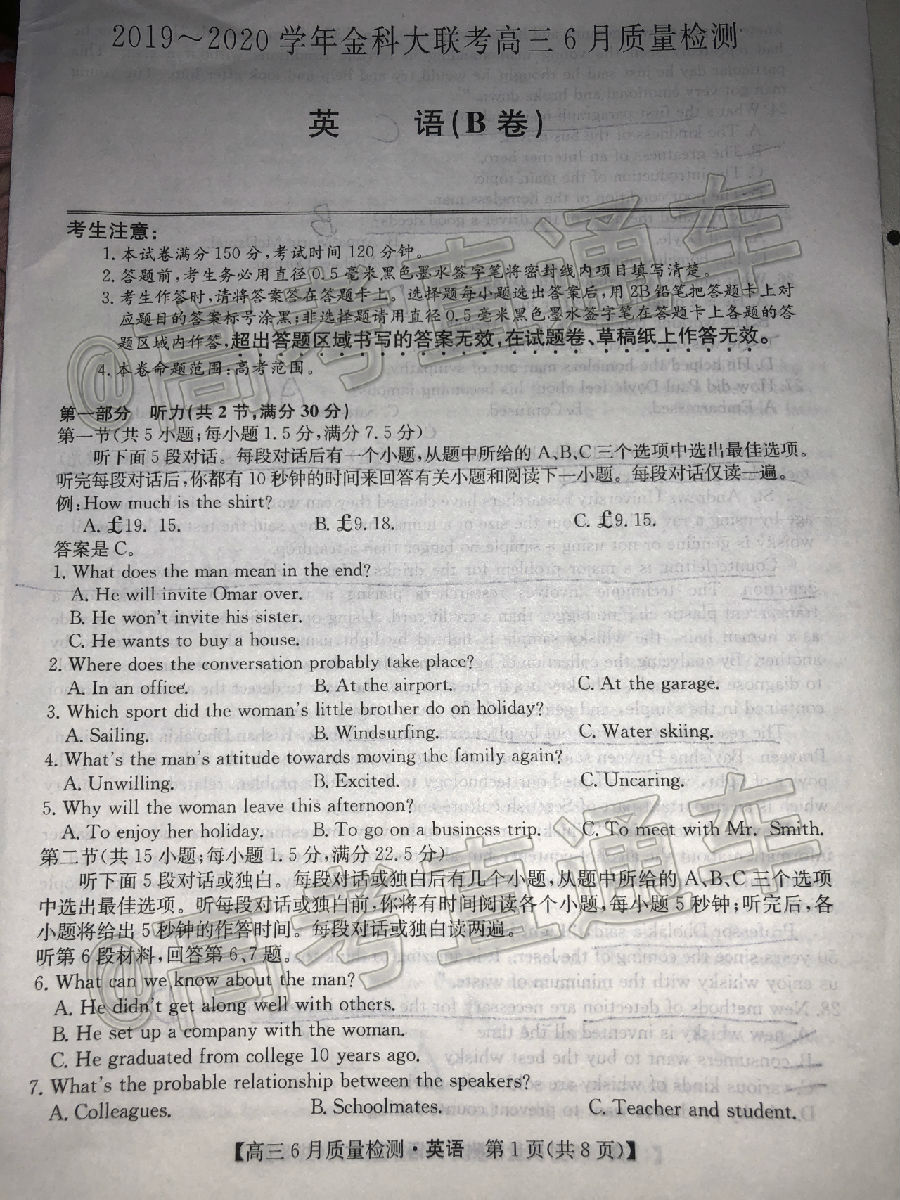 2019～2020学年金科大联考高三6月质量检测
英 语(B卷)
考生注意：
1. 本试卷满分150分，考试时间120分钟。
2. 答题前，考生务必用直径0.5毫米黑色墨水签字笔将密封线内项目填写清楚。
3. 考生作答时，请将答案答在答题卡上。选择题每小题选出答案后，用2B铅笔把答题卡上对
应题目的答案标号涂黑；非选择题请用直径0.5毫米黑色墨水签字笔在答题卡上各题的答
题区域内作答，超出答题区域书写的答案无效，在试题卷、草稿纸上作答无效。
4. 本卷命题范围：高考范围。
第一部分 听力(共2节，满分30分)
第一节(共5小题；每小题1.5分，满分7.5分)
听下面5段对话。每段对话后有一个小题，从题中所给的A、B、C三个选项中选出最佳选项。
听完每段对话后，你都有10秒钟的时间来回答有关小题和阅读下一小题。每段对话仅读一遍。
例：How much is the shirt?
A. £19. 15. B. £9. 18. C. £9. 15.
答案是C。
1. What does the man mean in the end?
A. He will invite Omar over.
B. He won't invite his sister.
C. He wants to buy a house.
2. Where does the conversation probably take place?
A. In an office. B. At the airport. C. At the garage.
3. Which sport did the woman's little brother do on holiday?
A. Sailing. B. Windsurfing. C. Water skiing.
4. What's the man's attitude towards moving the family again?
A. Unwilling. B. Excited. C. Uncaring.
5. Why will the woman leave this afternoon?
A. To enjoy her holiday. B. To go on a business trip. C. To meet with Mr. Smith.
第二节(共15小题；每小题1.5分，满分22.5分)
听下面5段对话或独白。每段对话或独白后有几个小题，从题中所给的A、B、C三个选项
中选出最佳选项。听每段对话或独白前，你将有时间阅读各个小题，每小题5秒钟；听完后，各
小题将给出5秒钟的作答时间。每段对话或独白读两遍。
听第6段材料，回答第6、7题。
6. What can we know about the man?
A. He didn't get along well with others.
B. He set up a company with the woman.
C. He graduated from college 10 years ago.
7. What's the probable relationship between the speakers?
A. Colleagues. B. Schoolmates. C. Teacher and student.
【高三6月质量检测·英语 第1页(共8页)】
@高考直通车
@高考直通车